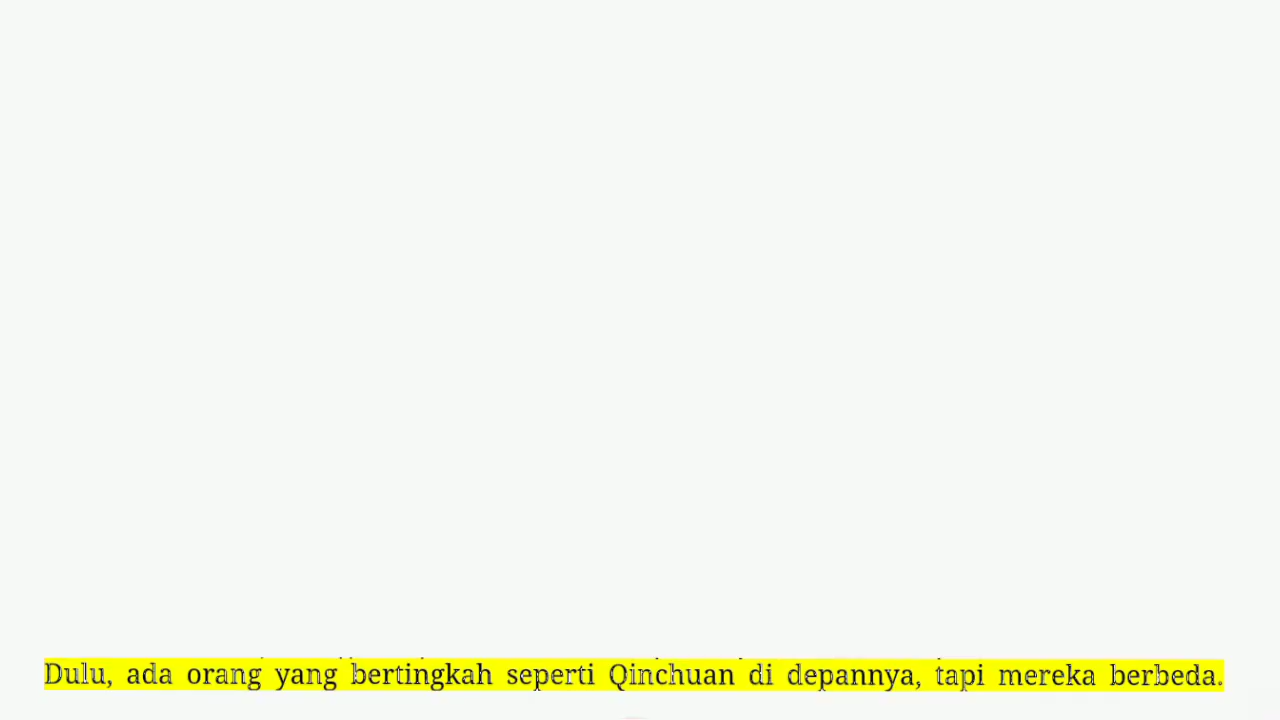 Dulu, ada orang yang bertingkah seperti Qinchuan di depannya, tapi mereka berbeda.